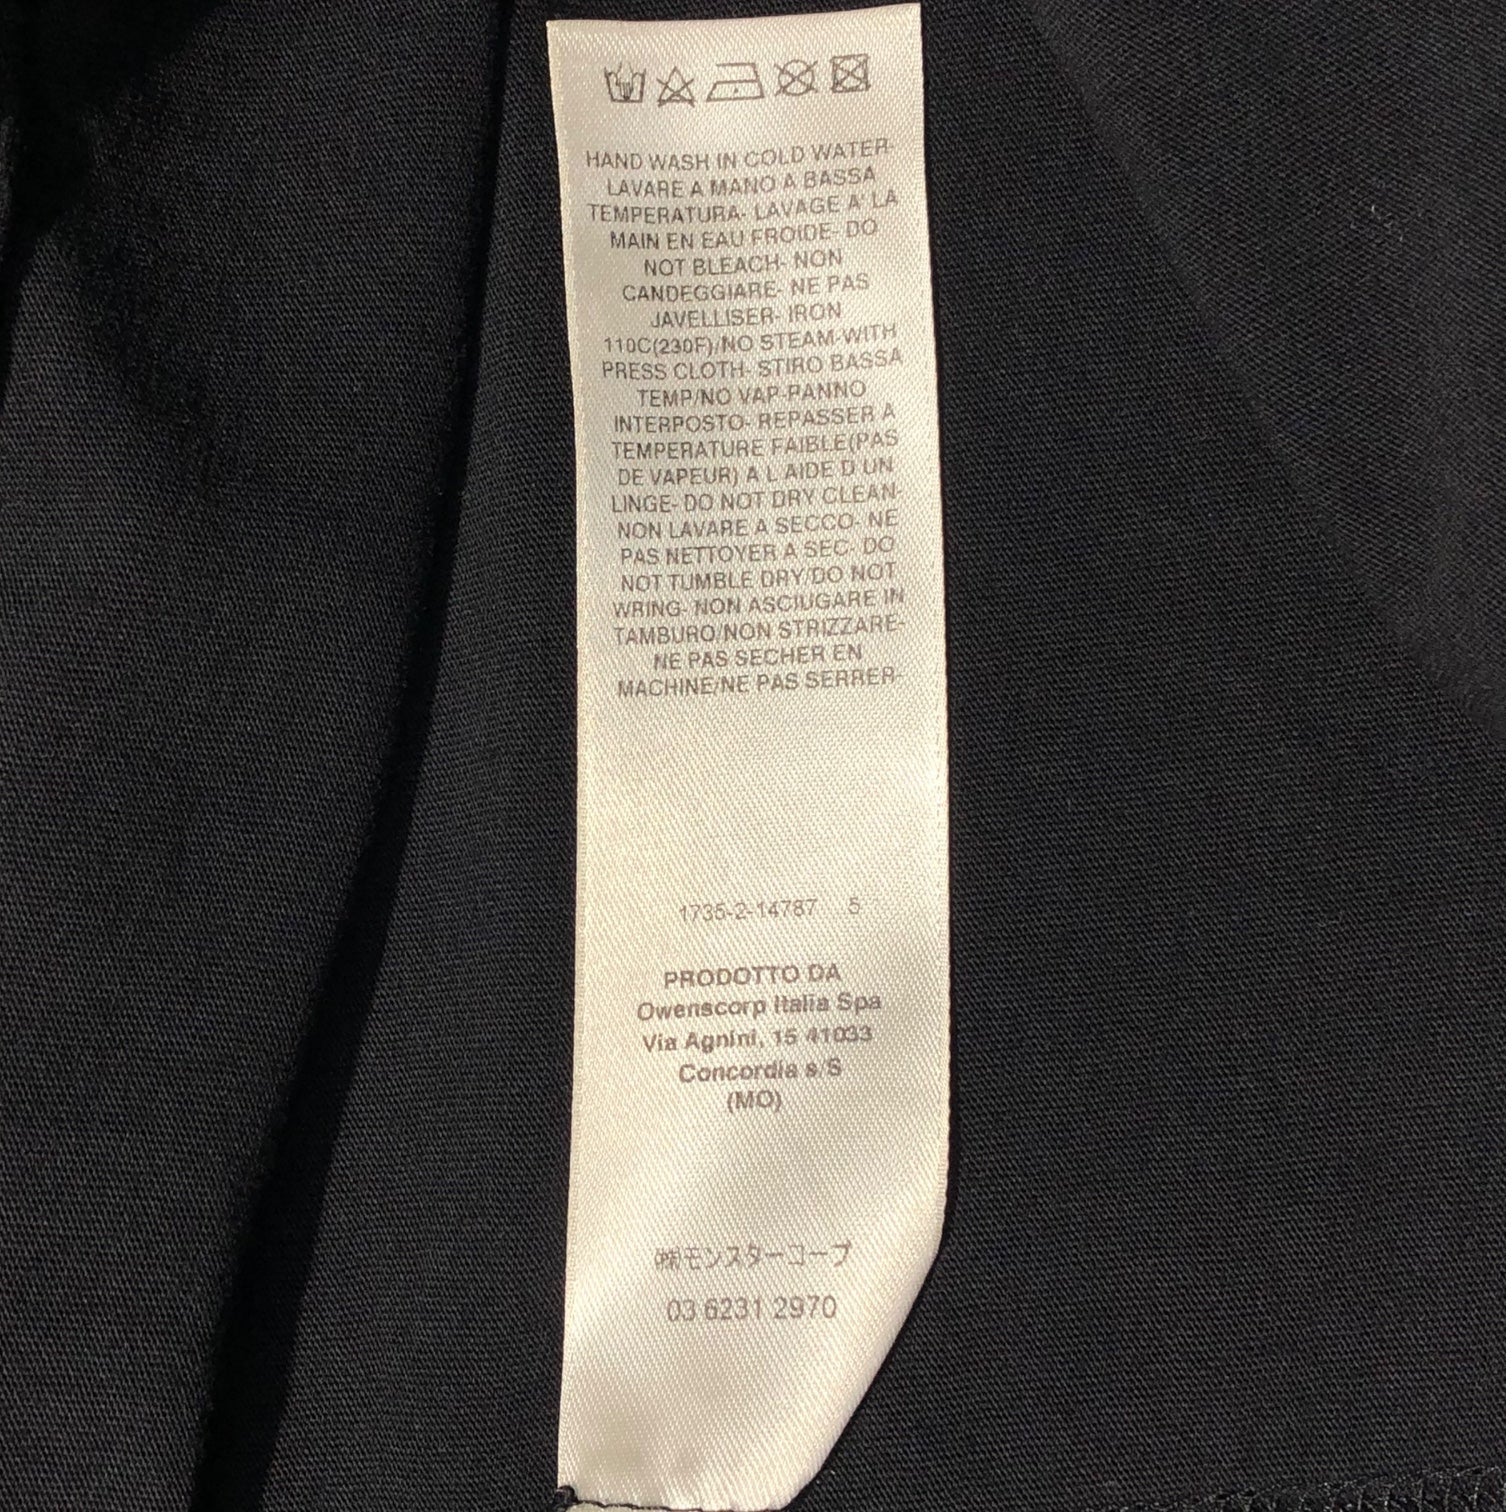 HAND WASH IN COLD WATER-
LAVARE A MANO A BASSA
TEMPERATURA- LAVAGE A' LA
MAIN EN EAU FROIDE- DO
NOT BLEACH- NON
CANDEGGIARE- NE PAS
JAVELLISER- IRON
110C(230F)/NO STEAM-WITH
PRESS CLOTH- STIRO BASSA
TEMP/NO VAP-PANNO
INTERPOSTO- REPASSER A
TEMPERATURE FAIBLE(PAS
DE VAPEUR) A L AIDE D UN
LINGE- DO NOT DRY CLEAN-
NON LAVARE A SECCO- NE
PAS NETTOYER A SEC- DO
NOT TUMBLE DRY/DO NOT
WRING- NON ASCIUGARE IN
TAMBURO/NON STRIZZARE-
NE PAS SECHER EN
MACHINE/NE PAS SERRER-
1735-2-14787 5
PRODOTTO DA
Owenscorp Italia Spa
Via Agnini, 15 41033
Concordia s/S
(MO)
㈱モンスターコープ
03 6231 2970